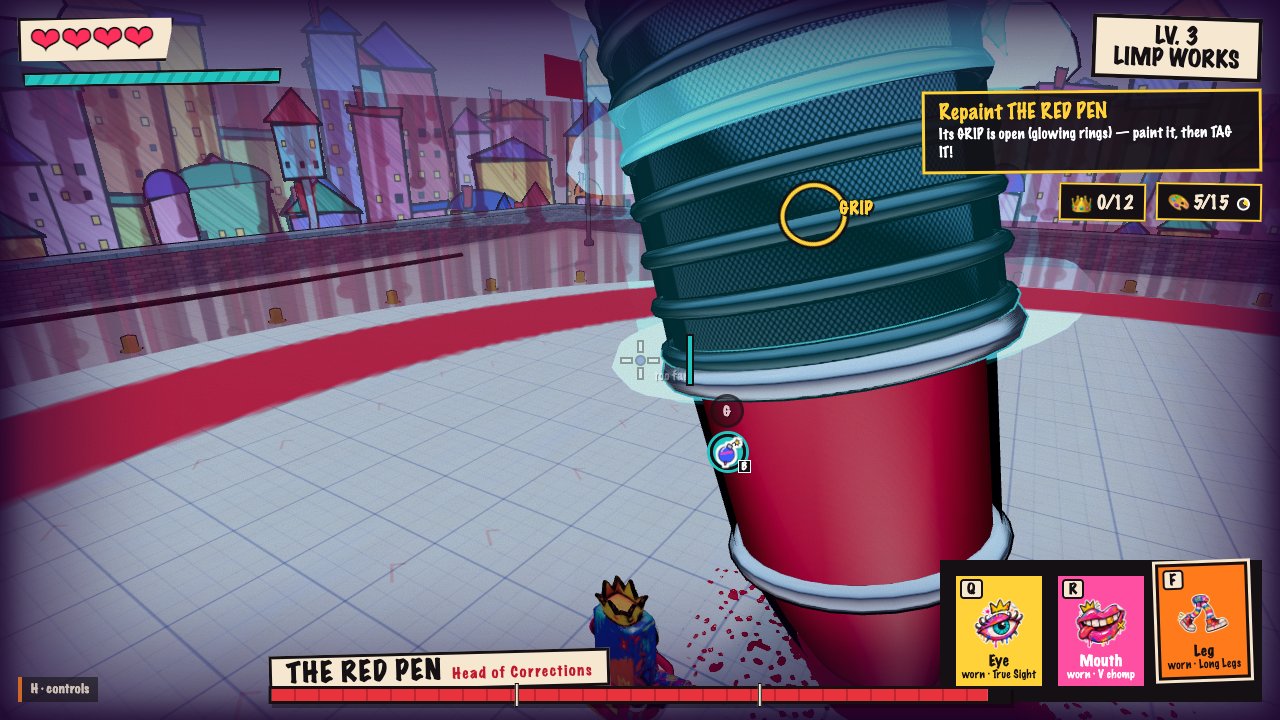 LV. 3
LIMP WORKS
Repaint THE RED PEN
Its GRIP is open (glowing rings) — paint it, then TAG
IT!
0/12
5/15
GRIP
G
B
Q
Eye
worn · True Sight
R
Mouth
worn · V chomp
F
Leg
worn · Long Legs
THE RED PEN Head of Corrections
H · controls